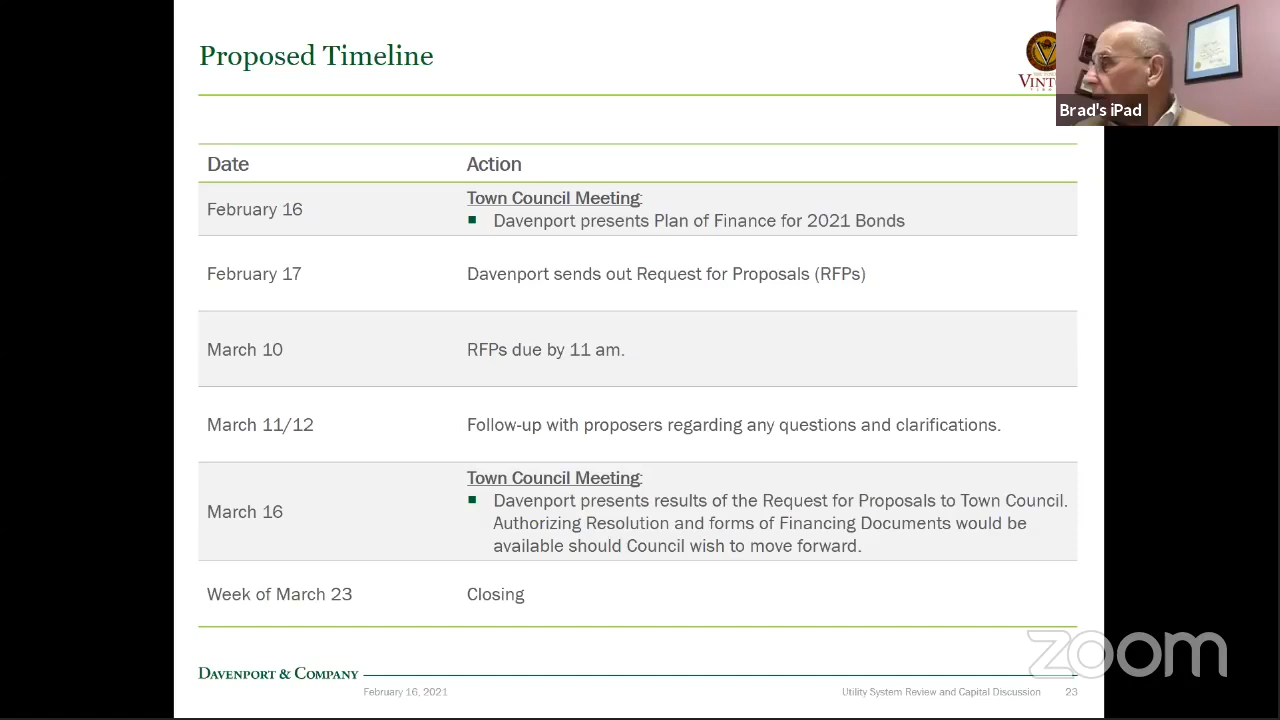 Proposed Timeline
Brad's iPad
Date Action
February 16
Town Council Meeting:
■ Davenport presents Plan of Finance for 2021 Bonds
February 17 Davenport sends out Request for Proposals (RFPs)
March 10 RFPs due by 11 am.
March 11/12 Follow-up with proposers regarding any questions and clarifications.
March 16
Town Council Meeting:
■ Davenport presents results of the Request for Proposals to Town Council.
Authorizing Resolution and forms of Financing Documents would be
available should Council wish to move forward.
Week of March 23 Closing
DAVENPORT & COMPANY
February 16, 2021 Utility System Review and Capital Discussion 23
zoom